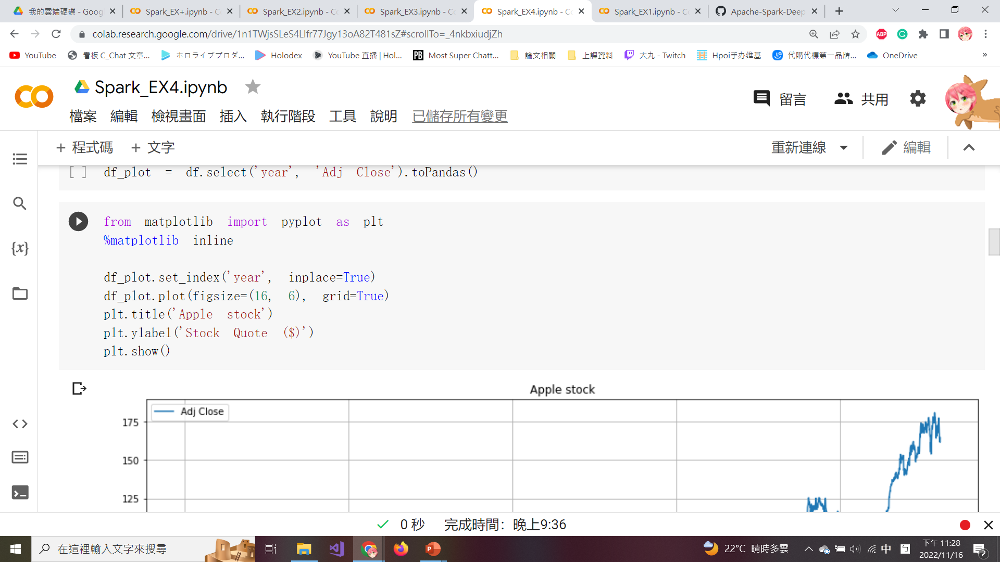 我的雲端硬碟 - Goog
Spark_EX+.ipynb - Co
Spark_EX2.ipynb - Co
Spark_EX3.ipynb - Co
Spark_EX4.ipynb - Co
Spark_EX1.ipynb - Co
Apache-Spark-Deep
colab.research.google.com/drive/1n1TWjsSLeS4Llfr77Jgy13oA82T481sZ#scrollTo=_4nkbxiudjZh
ABP
YouTube
看板 C_Chat 文章...
ホロライブプロダ...
Holodex
YouTube 直播 | Hol...
PB
Most Super Chatt...
論文相關
上課資料
大丸 - Twitch
Hpoi手办维基
代購代標第一品牌...
OneDrive
»
Spark_EX4.ipynb
留言
共用
檔案 編輯 檢視畫面 插入 執行階段 工具 說明 已儲存所有變更
+ 程式碼 + 文字
重新連線
編輯
[ ] df_plot = df.select('year', 'Adj Close').toPandas()
from matplotlib import pyplot as plt
%matplotlib inline
df_plot.set_index('year', inplace=True)
df_plot.plot(figsize=(16, 6), grid=True)
plt.title('Apple stock')
plt.ylabel('Stock Quote ($)')
plt.show()
{x}
Apple stock
Adj Close
175
150
125
0 秒 完成時間：晚上9:36
在這裡輸入文字來搜尋
22°C 晴時多雲
中
下午 11:28
2022/11/16
2